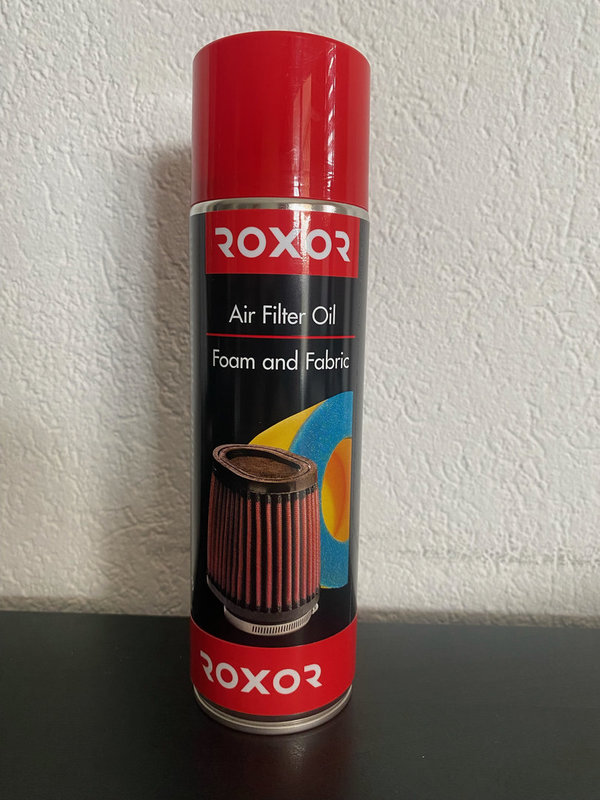 ROXOR
Air Filter Oil
Foam and Fabric
ROXOR